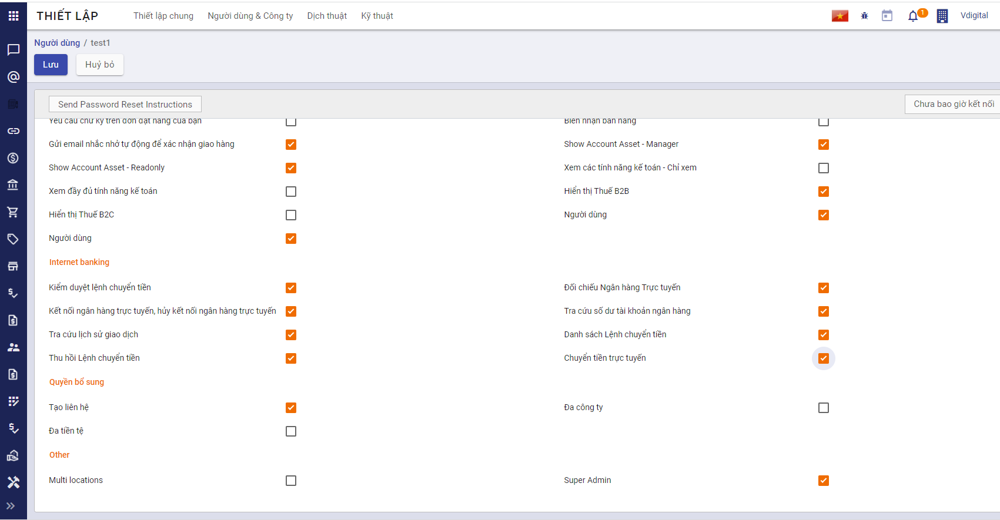 THIẾT LẬP Thiết lập chung Người dùng & Công ty Dịch thuật Kỹ thuật 1 Vdigital
Người dùng / test1
Lưu Huỷ bỏ
Send Password Reset Instructions Chưa bao giờ kết nối
Yêu cầu chữ ký trên đơn đặt hàng của bạn Biên nhận bán hàng
Gửi email nhắc nhở tự động để xác nhận giao hàng Show Account Asset - Manager
Show Account Asset - Readonly Xem các tính năng kế toán - Chỉ xem
Xem đầy đủ tính năng kế toán Hiển thị Thuế B2B
Hiển thị Thuế B2C Người dùng
Người dùng
Internet banking
Kiểm duyệt lệnh chuyển tiền Đối chiếu Ngân hàng Trực tuyến
Kết nối ngân hàng trực tuyến, hủy kết nối ngân hàng trực tuyến Tra cứu số dư tài khoản ngân hàng
Tra cứu lịch sử giao dịch Danh sách Lệnh chuyển tiền
Thu hồi Lệnh chuyển tiền Chuyển tiền trực tuyến
Quyền bổ sung
Tạo liên hệ Đa công ty
Đa tiền tệ
Other
Multi locations Super Admin